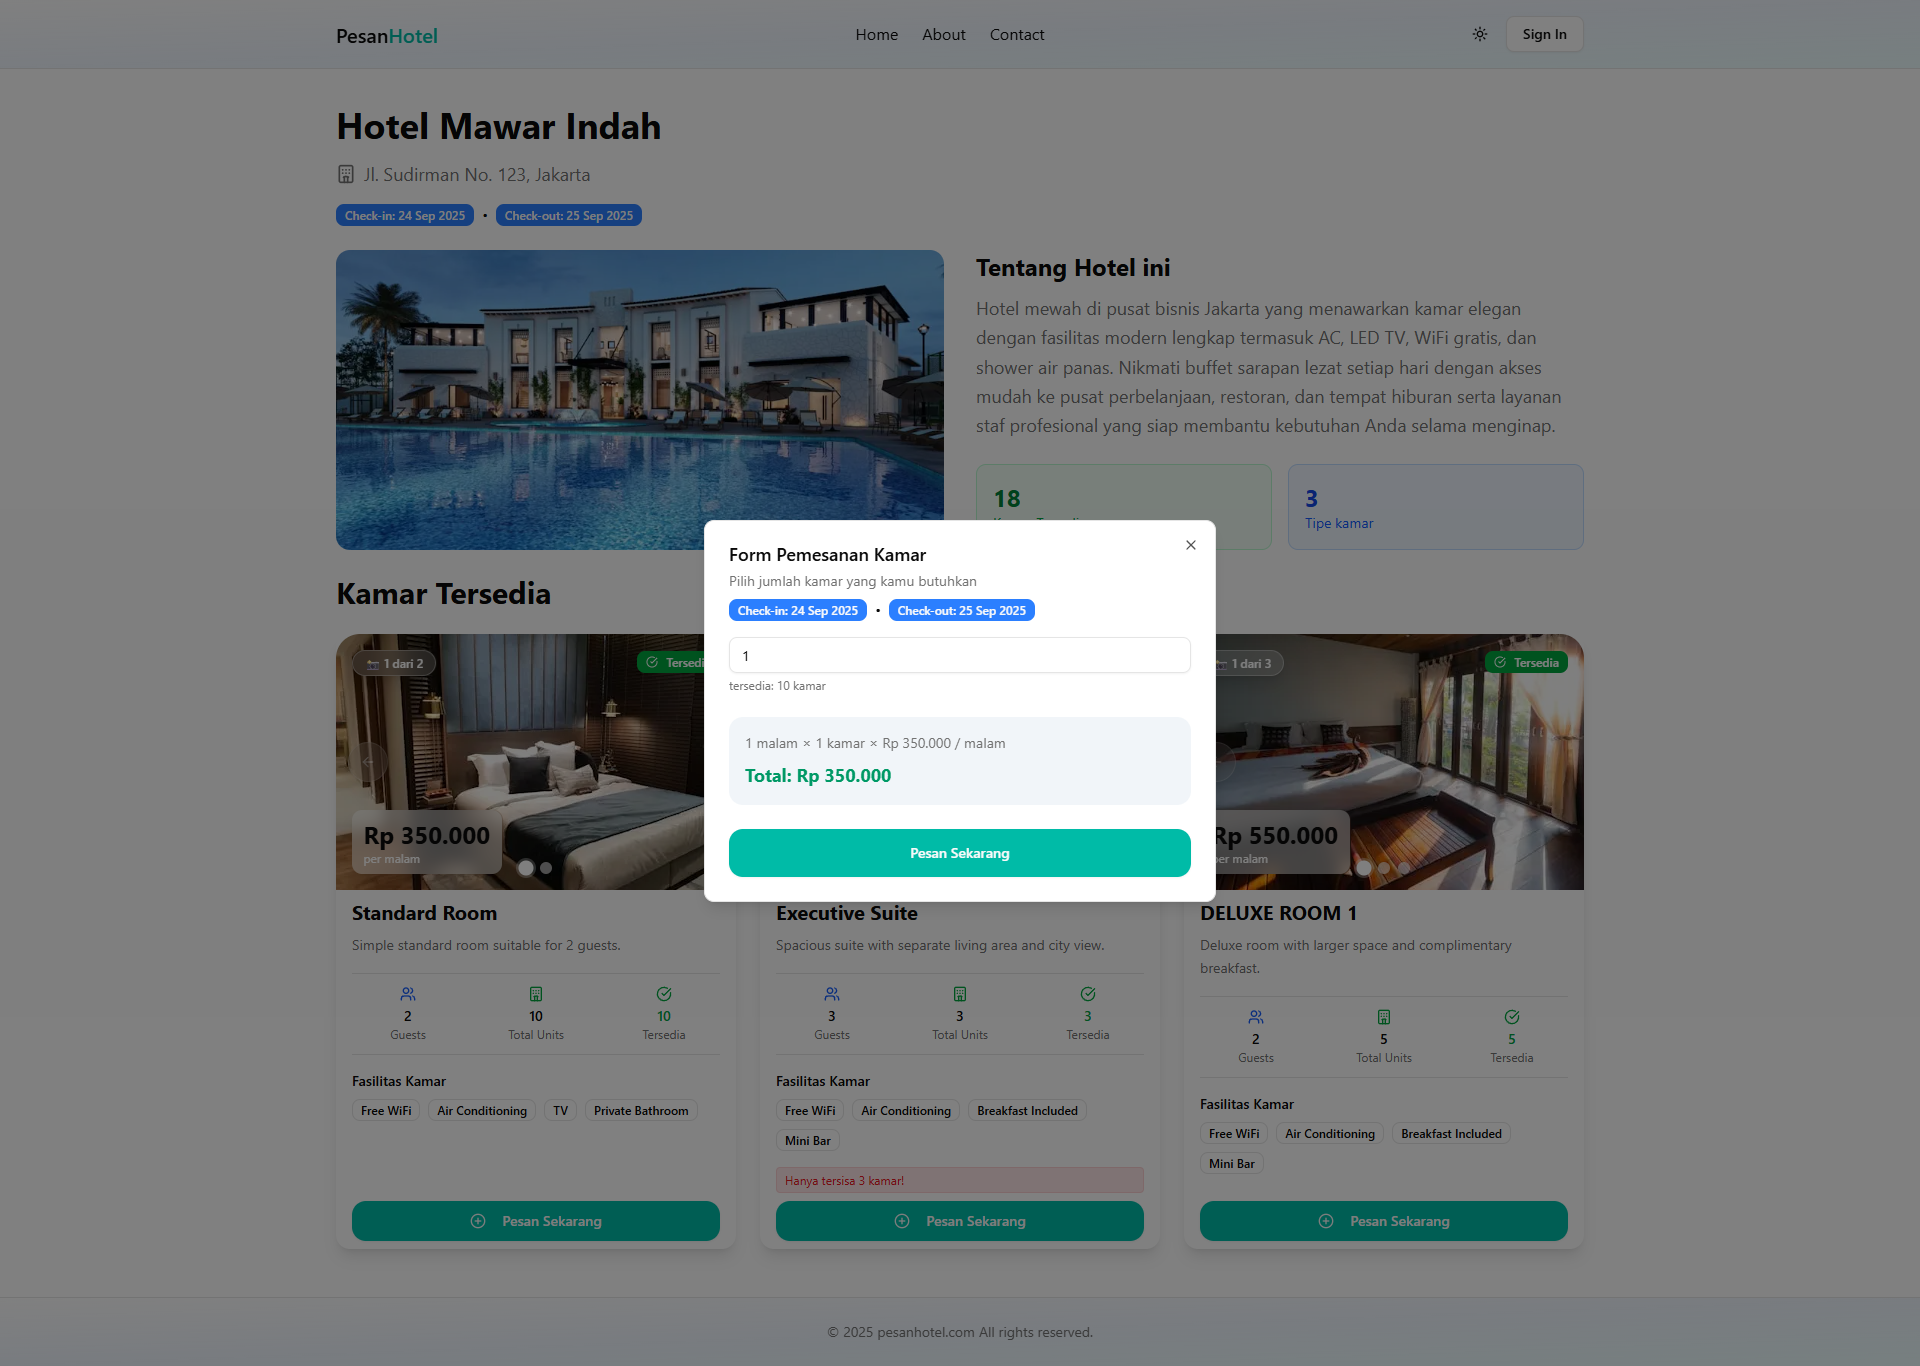 PesanHotel
Home About Contact
Sign In
Hotel Mawar Indah
Jl. Sudirman No. 123, Jakarta
Check-in: 24 Sep 2025 • Check-out: 25 Sep 2025
Tentang Hotel ini
Hotel mewah di pusat bisnis Jakarta yang menawarkan kamar elegan
dengan fasilitas modern lengkap termasuk AC, LED TV, WiFi gratis, dan
shower air panas. Nikmati buffet sarapan lezat setiap hari dengan akses
mudah ke pusat perbelanjaan, restoran, dan tempat hiburan serta layanan
staf profesional yang siap membantu kebutuhan Anda selama menginap.
18
3
Tipe kamar
Form Pemesanan Kamar
Pilih jumlah kamar yang kamu butuhkan
Check-in: 24 Sep 2025 • Check-out: 25 Sep 2025
1
tersedia: 10 kamar
1 malam × 1 kamar × Rp 350.000 / malam
Total: Rp 350.000
Pesan Sekarang
Kamar Tersedia
1 dari 2
Rp 350.000
per malam
Standard Room
Simple standard room suitable for 2 guests.
2
Guests
10
Total Units
10
Tersedia
Fasilitas Kamar
Free WiFi Air Conditioning TV Private Bathroom
Pesan Sekarang
Executive Suite
Spacious suite with separate living area and city view.
3
Guests
3
Total Units
3
Tersedia
Fasilitas Kamar
Free WiFi Air Conditioning Breakfast Included
Mini Bar
Hanya tersisa 3 kamar!
Pesan Sekarang
1 dari 3
Tersedia
Rp 550.000
per malam
DELUXE ROOM 1
Deluxe room with larger space and complimentary
breakfast.
2
Guests
5
Total Units
5
Tersedia
Fasilitas Kamar
Free WiFi Air Conditioning Breakfast Included
Mini Bar
Pesan Sekarang
© 2025 pesanhotel.com All rights reserved.